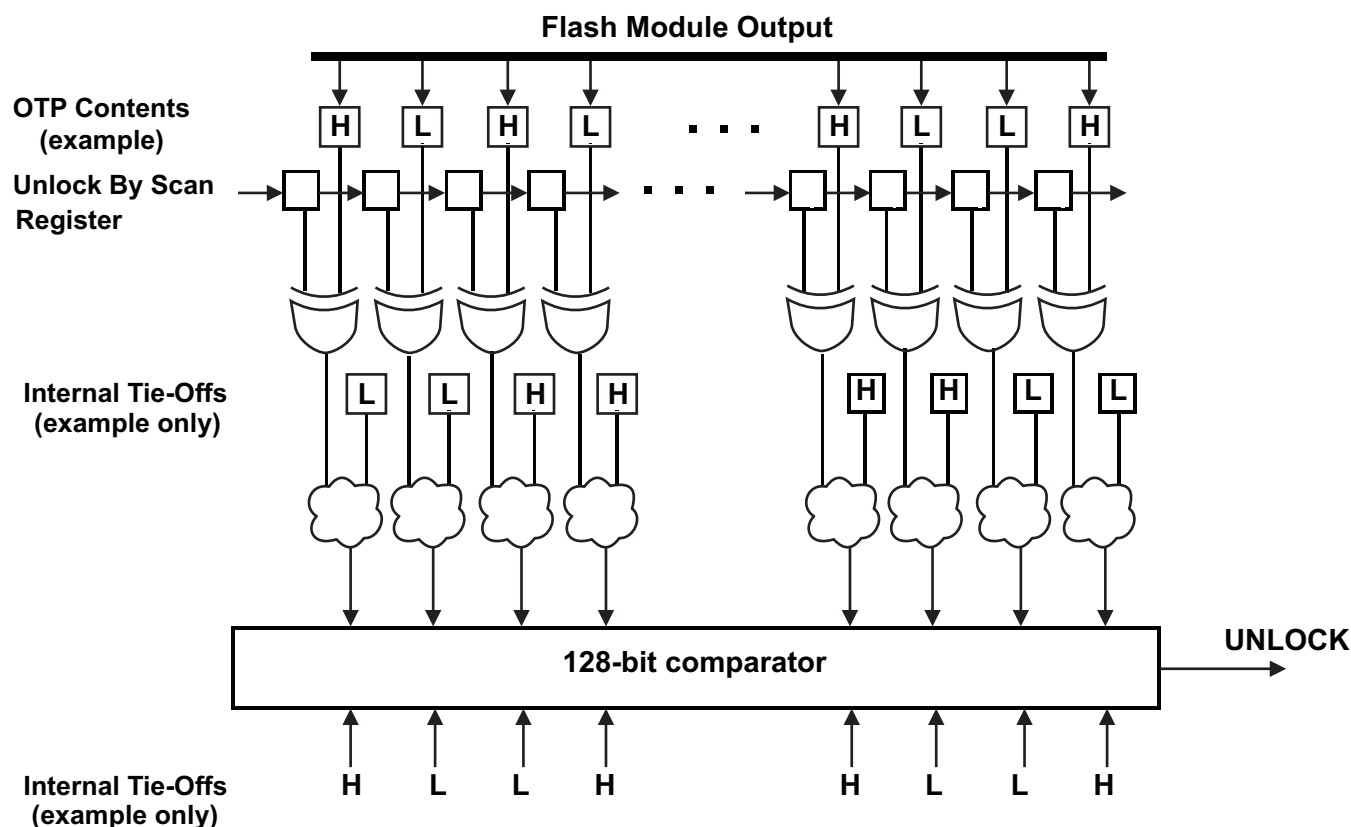 Flash Module Output
OTP Contents
(example)
H L H L . . . H L L H
Unlock By Scan
Register
. . .
Internal Tie-Offs
(example only)
L L H H H H L L
128-bit comparator
UNLOCK
Internal Tie-Offs
(example only)
H L L H H L L H